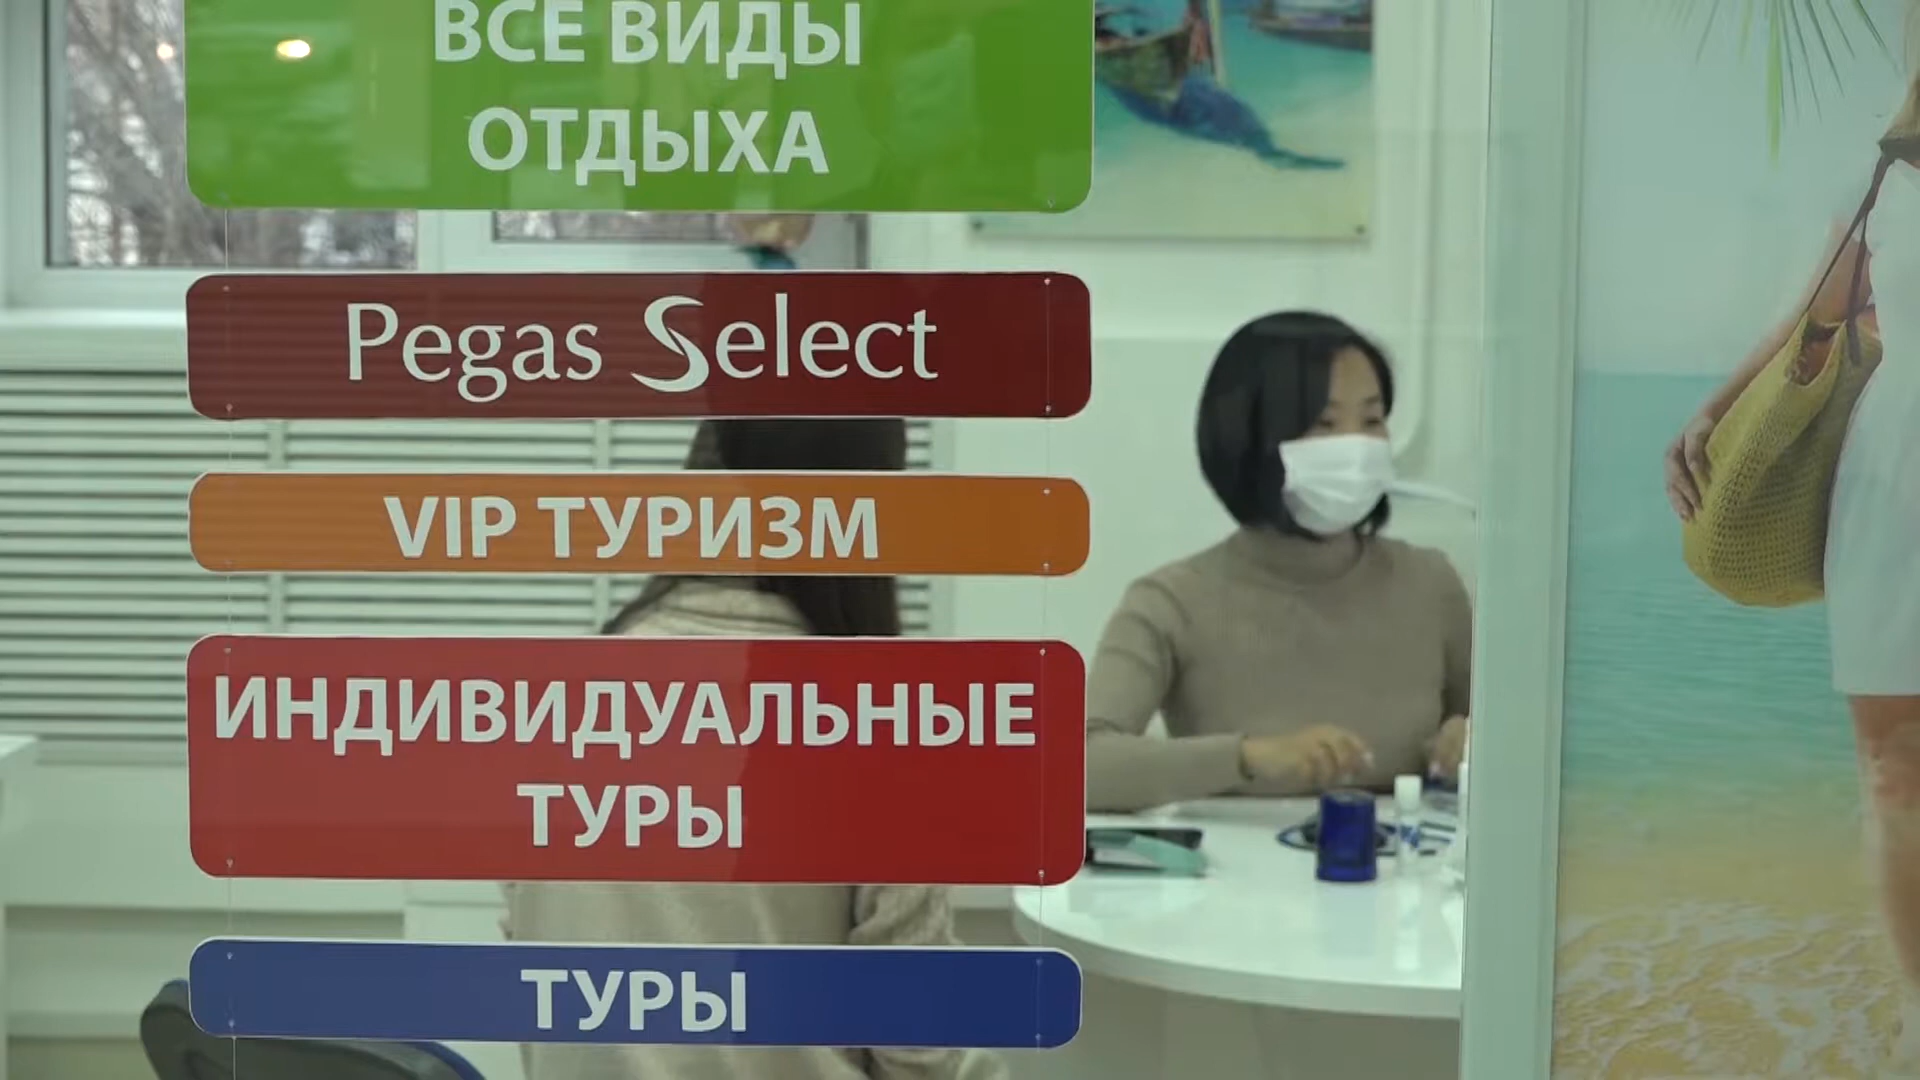 ВСЕ ВИДЫ
ОТДЫХА
Pegas Select
VIP ТУРИЗМ
ИНДИВИДУАЛЬНЫЕ
ТУРЫ
ТУРЫ